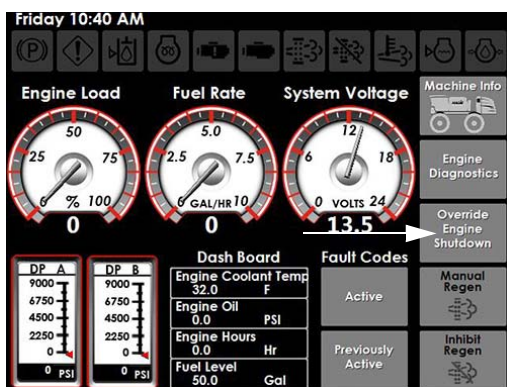 Friday 10:40 AM
Engine Load
Fuel Rate
System Voltage
Machine Info
50
25
75
0
100
%
0
5.0
2.5
7.5
0
10
GAL/HR
0
12
6
18
0
24
VOLTS
13.5
Engine
Diagnostics
Override
Engine
Shutdown
DP A
9000
6750
4500
2250
0
0 PSI
DP B
9000
6750
4500
2250
0
0 PSI
Dash Board
Engine Coolant Temp
32.0 F
Engine Oil
0.0 PSI
Engine Hours
0.0 Hr
Fuel Level
50.0 Gal
Fault Codes
Active
Previously
Active
Manual
Regen
Inhibit
Regen